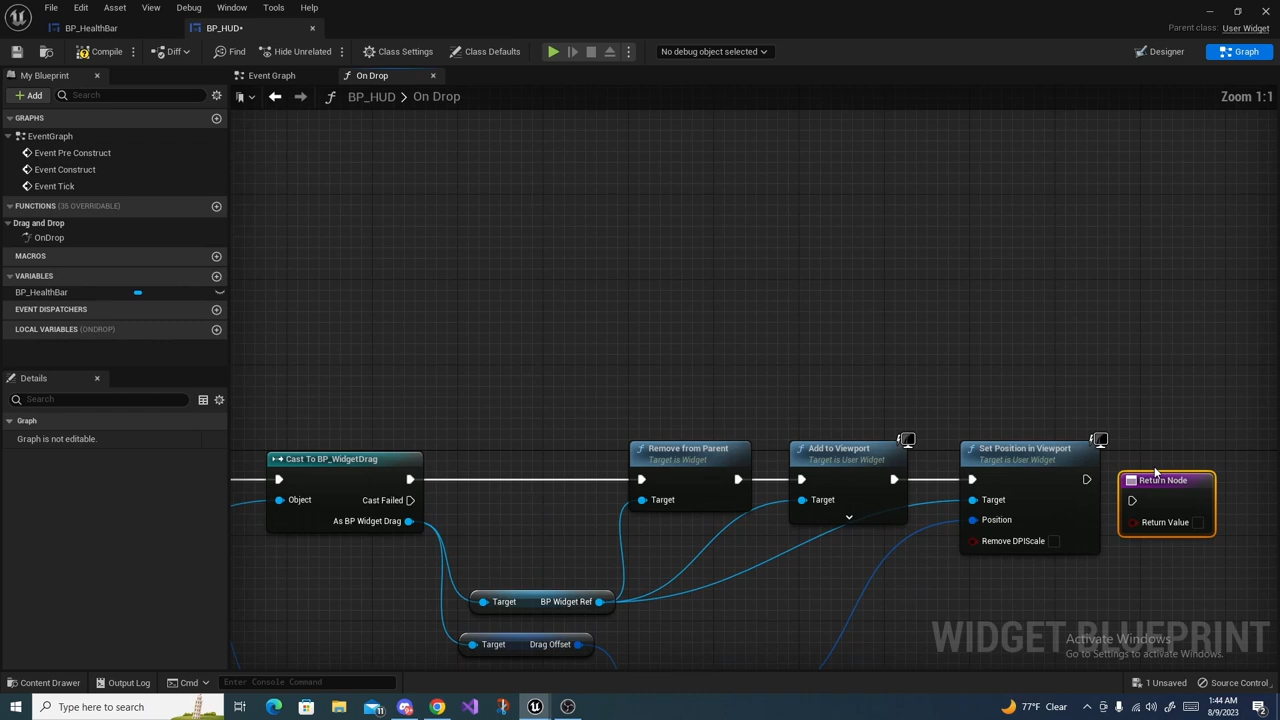 File Edit Asset View Debug Window Tools Help
BP_HealthBar
BP_HUD•
Parent class: User Widget
Compile
Diff
Find
Hide Unrelated
Class Settings
Class Defaults
No debug object selected
Designer
Graph
My Blueprint
Event Graph
On Drop
Add
Search
BP_HUD > On Drop
Zoom 1:1
GRAPHS
EventGraph
Event Pre Construct
Event Construct
Event Tick
FUNCTIONS (35 OVERRIDABLE)
Drag and Drop
OnDrop
MACROS
VARIABLES
BP_HealthBar
EVENT DISPATCHERS
LOCAL VARIABLES (ONDROP)
Details
Search
Graph
Graph is not editable.
Cast To BP_WidgetDrag
Object
Cast Failed
As BP Widget Drag
Target
BP Widget Ref
Target
Drag Offset
Remove from Parent
Target is Widget
Target
Add to Viewport
Target is User Widget
Target
Set Position in Viewport
Target is User Widget
Target
Position
Remove DPIScale
Return Node
Return Value
WIDGET BLUEPRINT
Activate Windows
Go to Settings to activate Windows.
Content Drawer
Output Log
Cmd
Enter Console Command
1 Unsaved
Source Control
Type here to search
11
77°F Clear
1:44 AM
8/9/2023
2